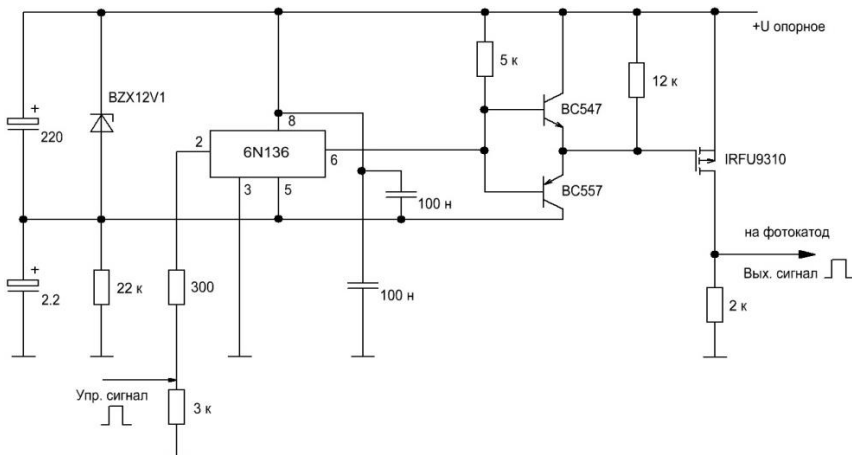 +U опорное
5 к
12 к
BZX12V1
BC547
+
220
8
2
6N136
6
IRFU9310
BC557
3
5
100 н
на фотокатод
+
2.2
22 к
300
100 н
Вых. сигнал
2 к
Упр. сигнал
3 к